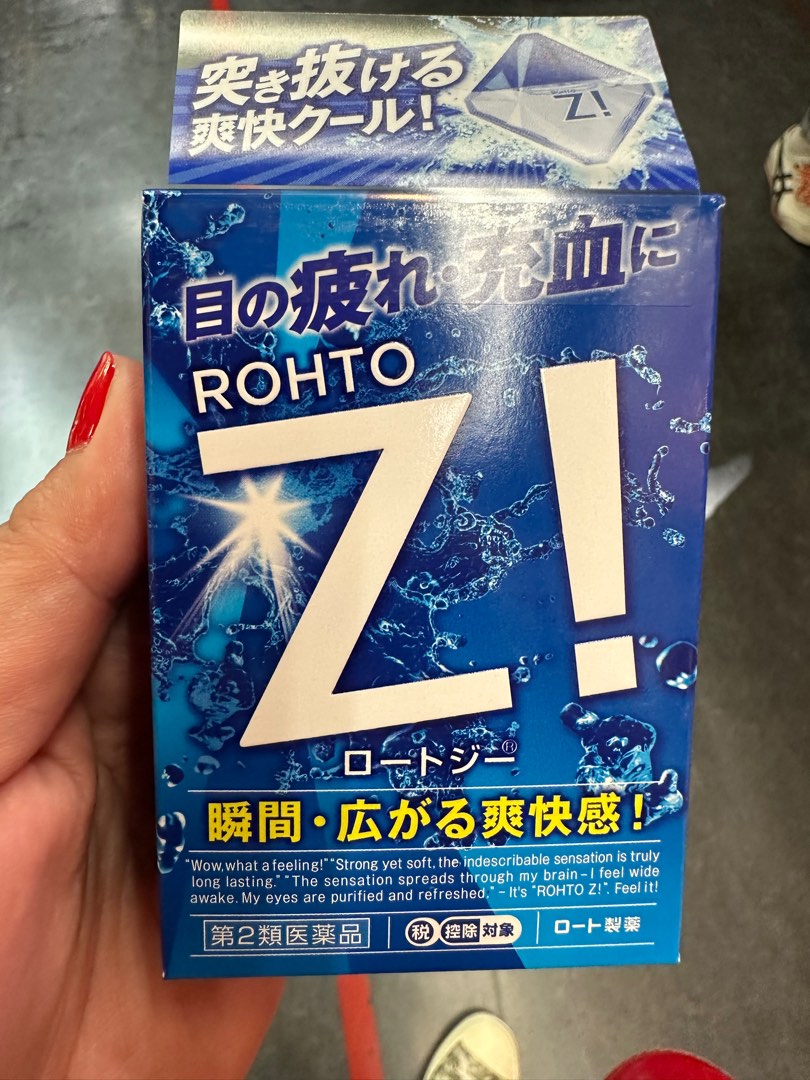 突き抜ける
爽快クール!
ROHTO
Z!
目の疲れ・充血に
ROHTO
Z!
ロートジー®
瞬間・広がる爽快感!
"Wow, what a feeling!" "Strong yet soft, the indescribable sensation is truly
long lasting." "The sensation spreads through my brain – I feel wide
awake. My eyes are purified and refreshed." – It's "ROHTO Z!". Feel it!
第2類医薬品
税 控除 対象
ロート製薬